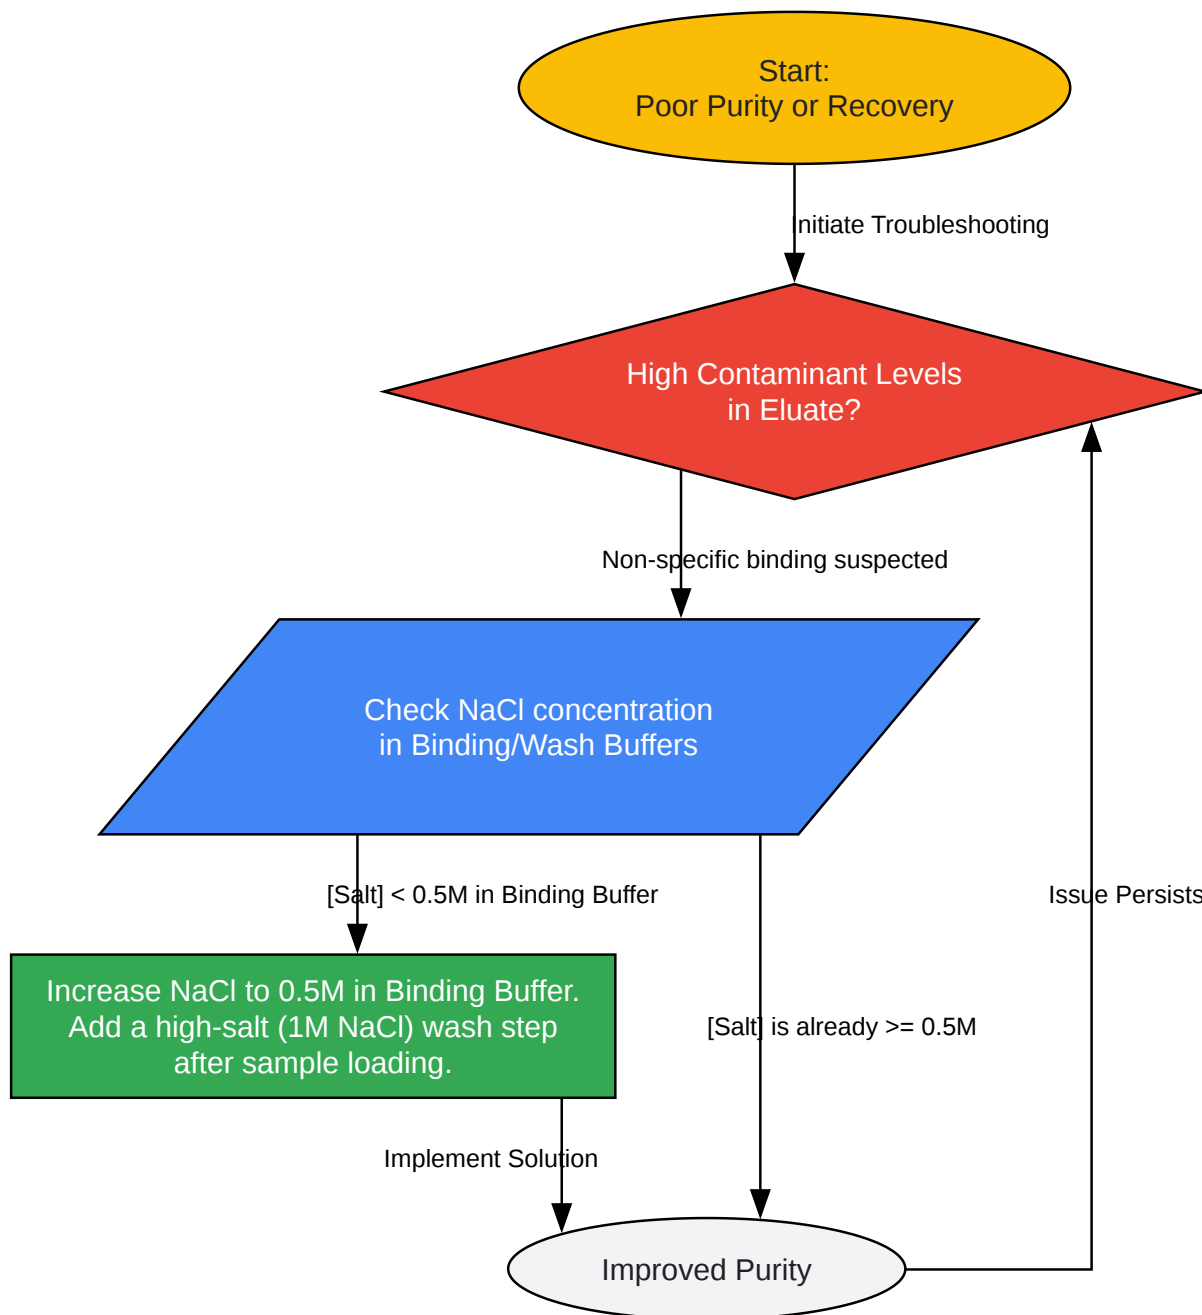 Start:
Poor Purity or Recovery
Initiate Troubleshooting
High Contaminant Levels
in Eluate?
Non-specific binding suspected
Check NaCl concentration
in Binding/Wash Buffers
[Salt] < 0.5M in Binding Buffer
Issue Persists
Increase NaCl to 0.5M in Binding Buffer.
Add a high-salt (1M NaCl) wash step
after sample loading.
[Salt] is already >= 0.5M
Implement Solution
Improved Purity